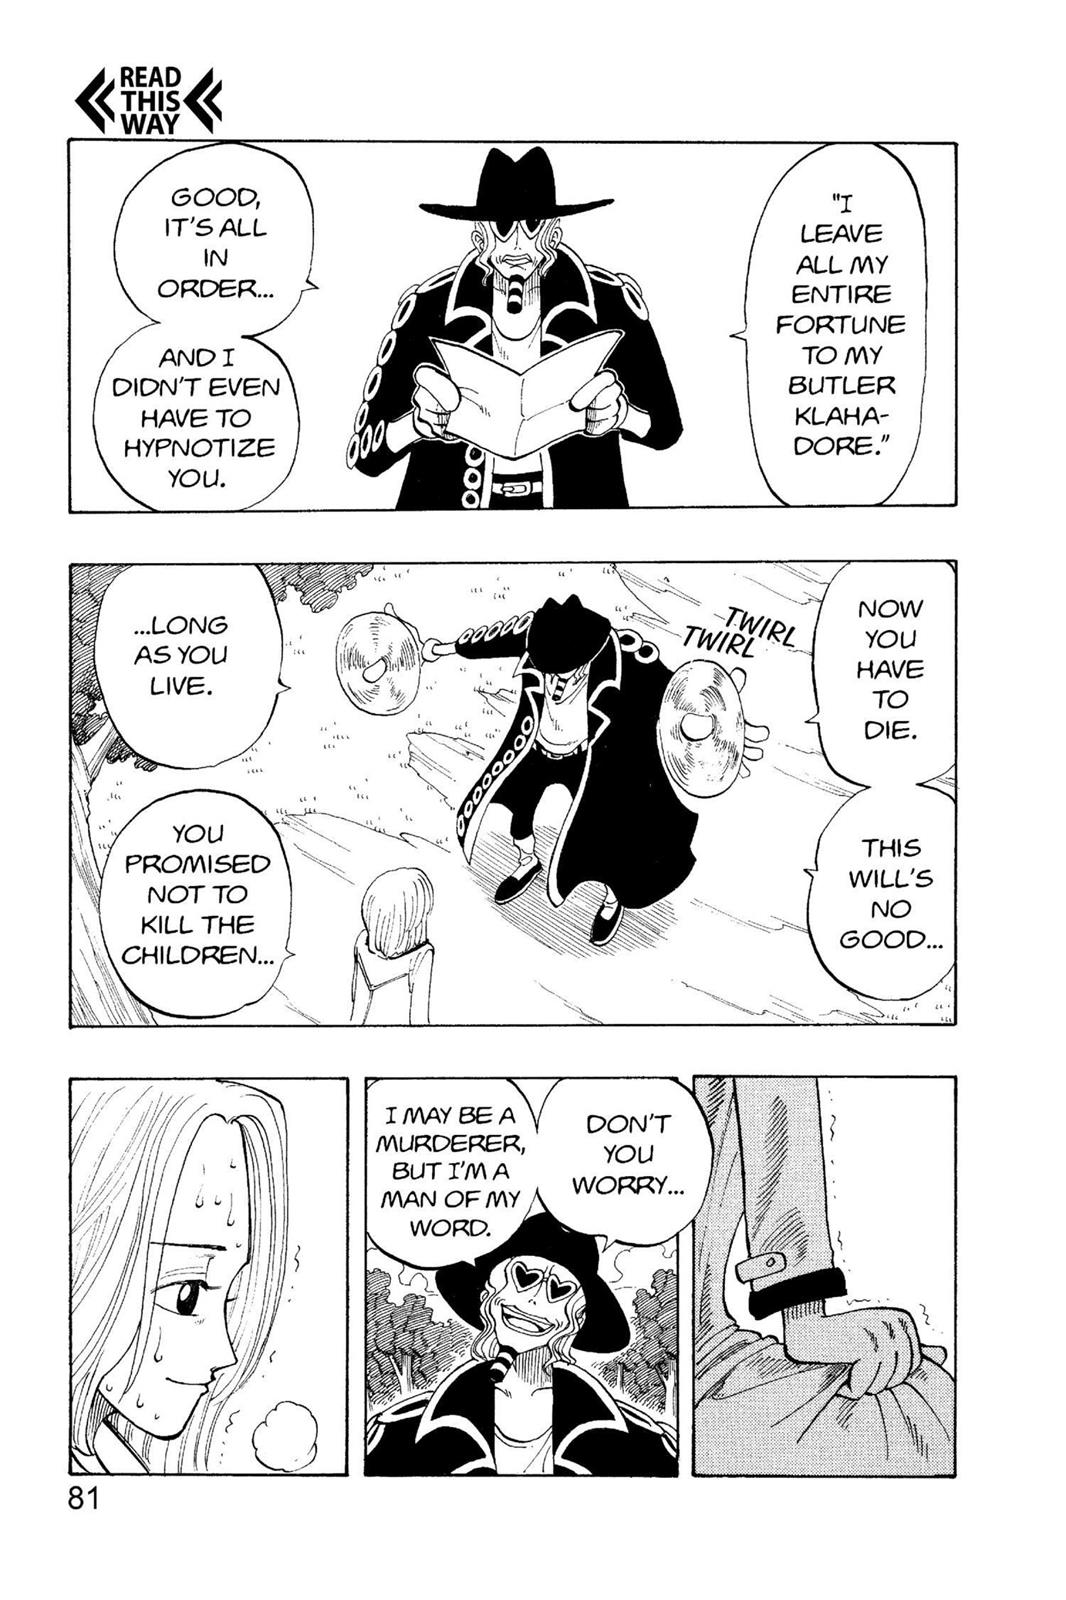 READ
THIS
WAY
"I
LEAVE
ALL MY
ENTIRE
FORTUNE
TO MY
BUTLER
KLAHA-
DORE."
GOOD,
IT'S ALL
IN
ORDER...
AND I
DIDN'T EVEN
HAVE TO
HYPNOTIZE
YOU.
NOW
YOU
HAVE
TO
DIE.
THIS
WILL'S
NO
GOOD...
TWIRL
TWIRL
...LONG
AS YOU
LIVE.
YOU
PROMISED
NOT TO
KILL THE
CHILDREN...
DON'T
YOU
WORRY...
I MAY BE A
MURDERER,
BUT I'M A
MAN OF MY
WORD.
81